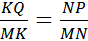 KQ/MK = NP/MN